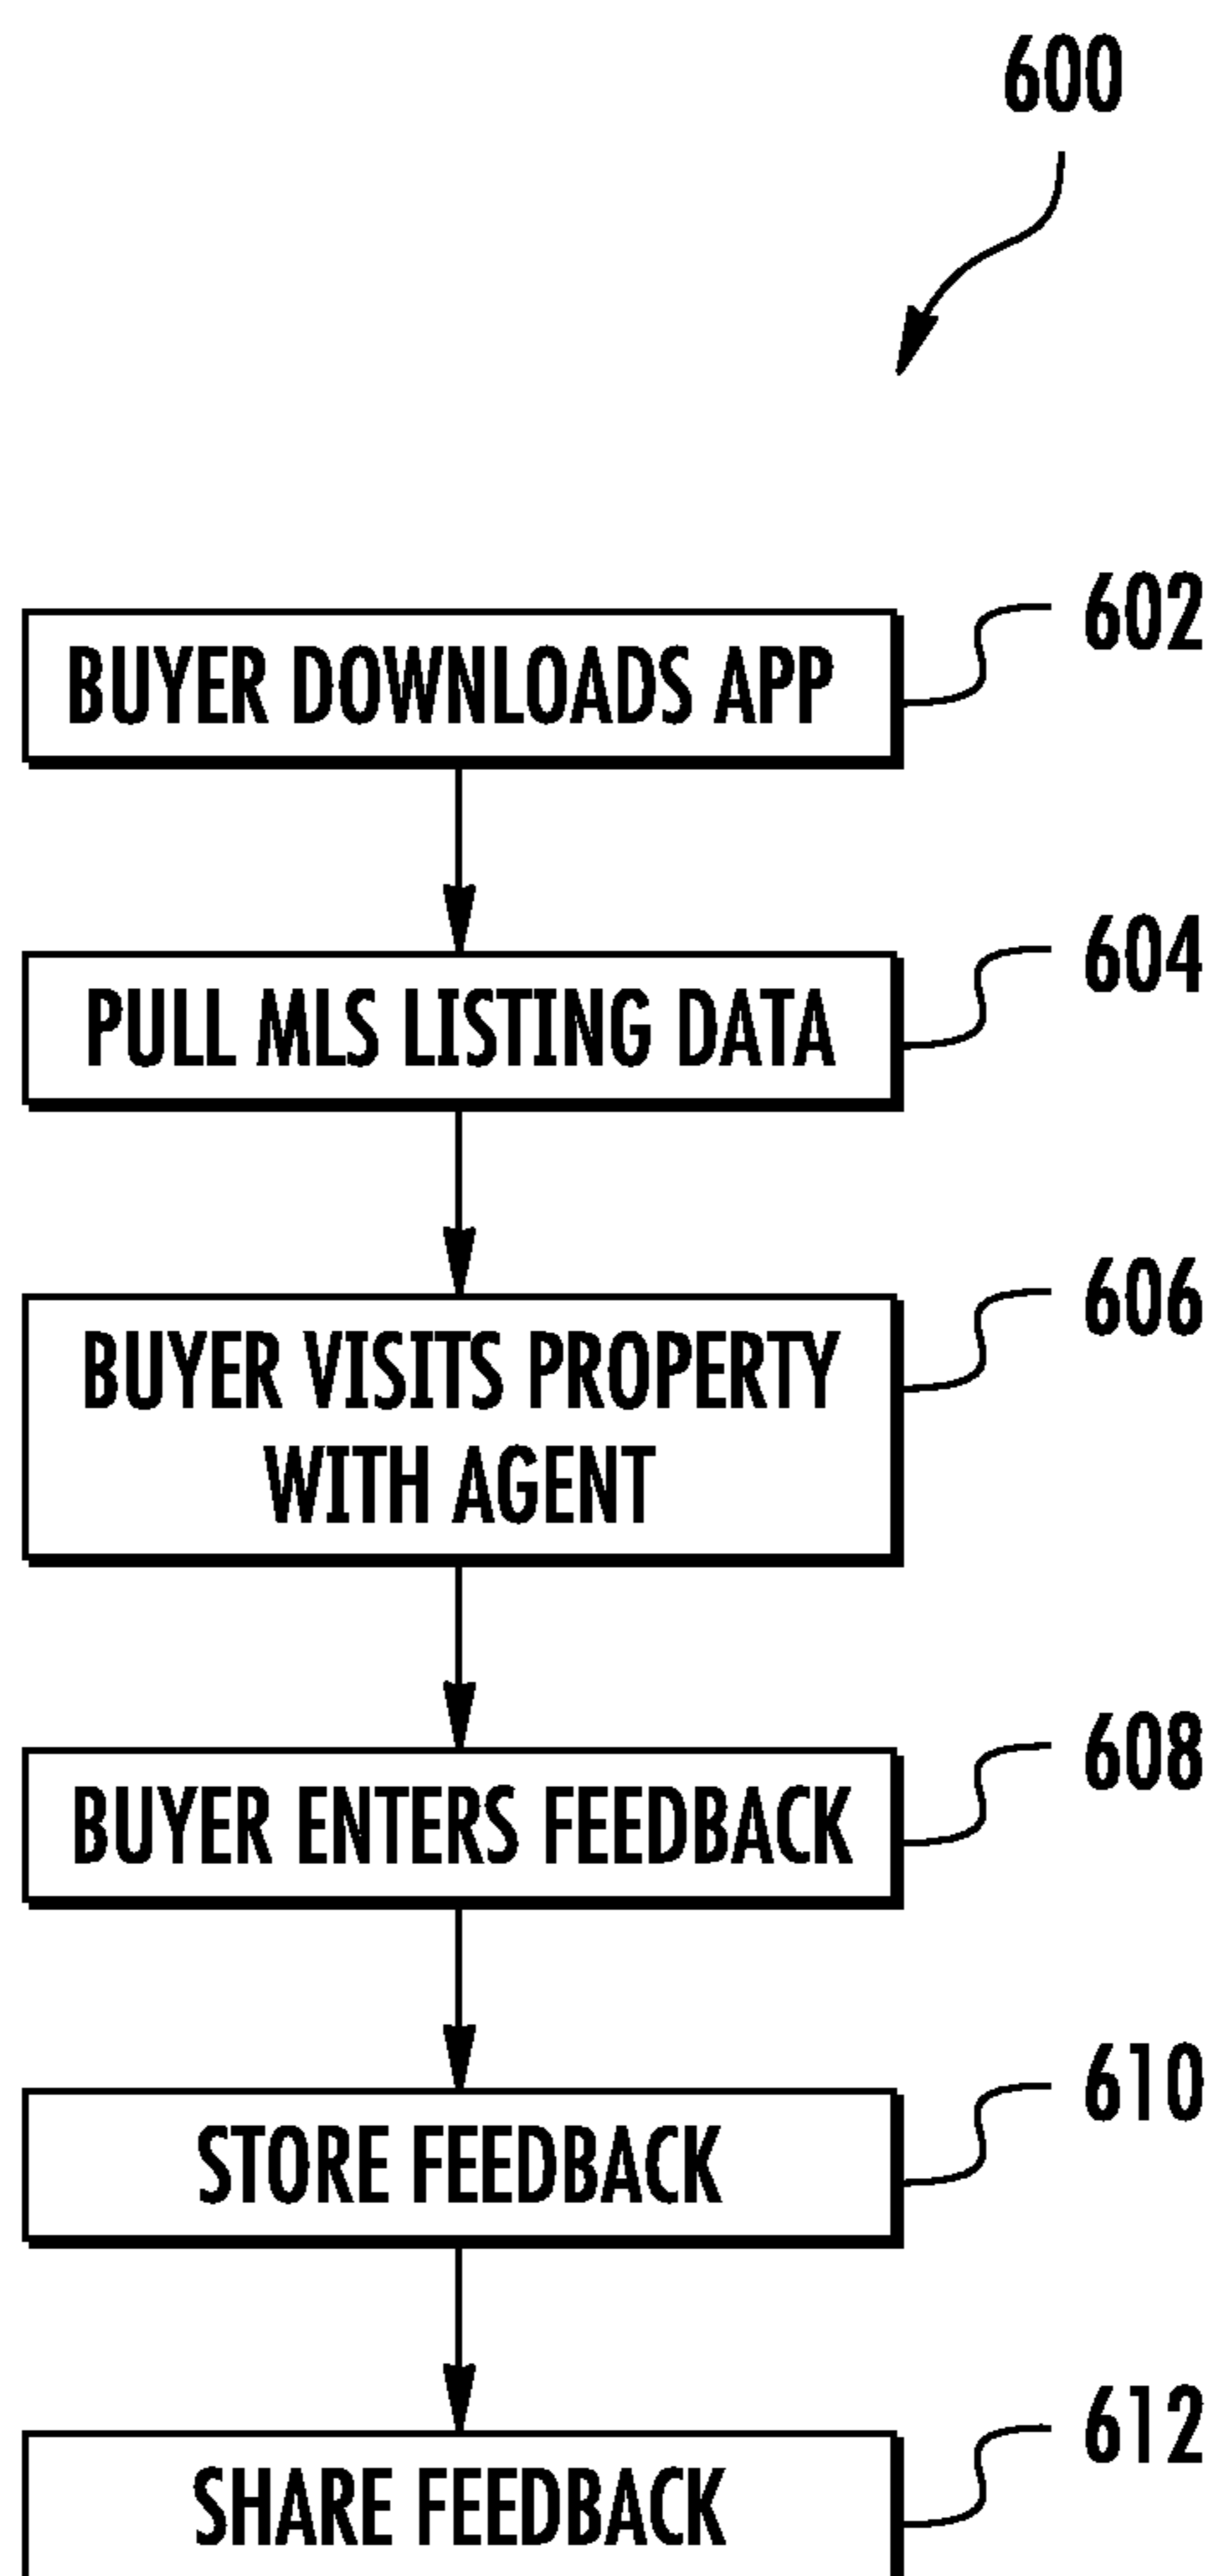 600
BUYER DOWNLOADS APP
602
PULL MLS LISTING DATA
604
BUYER VISITS PROPERTY
WITH AGENT
606
BUYER ENTERS FEEDBACK
608
STORE FEEDBACK
610
SHARE FEEDBACK
612